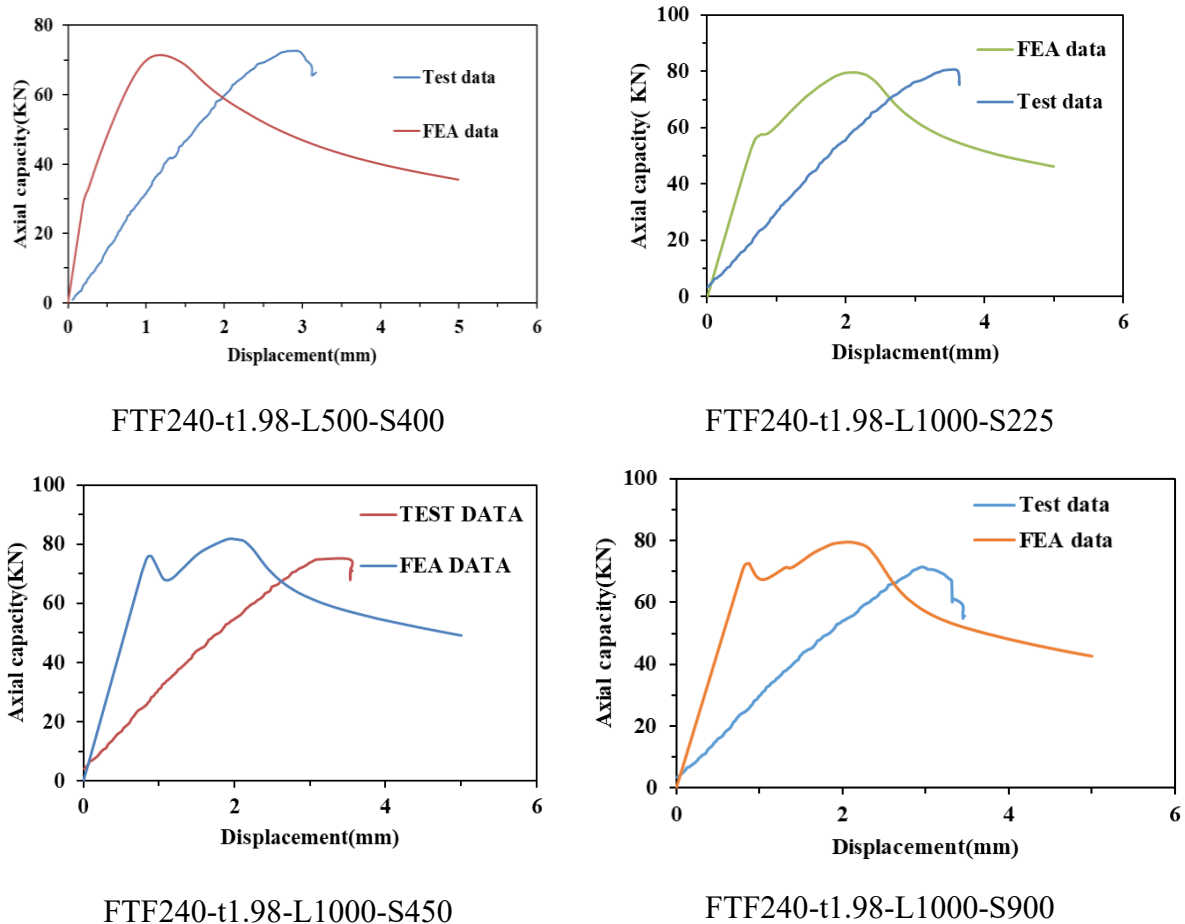 80
60
40
20
0
0 1 2 3 4 5 6
Axial capacity(KN)
Displacement(mm)
Test data
FEA data
FTF240-t1.98-L500-S400
100
80
60
40
20
0
0 2 4 6
Axial capacity( KN)
Displacment(mm)
FEA data
Test data
FTF240-t1.98-L1000-S225
100
80
60
40
20
0
0 2 4 6
Axial capacity(KN)
Displacement(mm)
TEST DATA
FEA DATA
FTF240-t1.98-L1000-S450
100
80
60
40
20
0
0 2 4 6
Axial capacity(KN)
Displacement(mm)
Test data
FEA data
FTF240-t1.98-L1000-S900